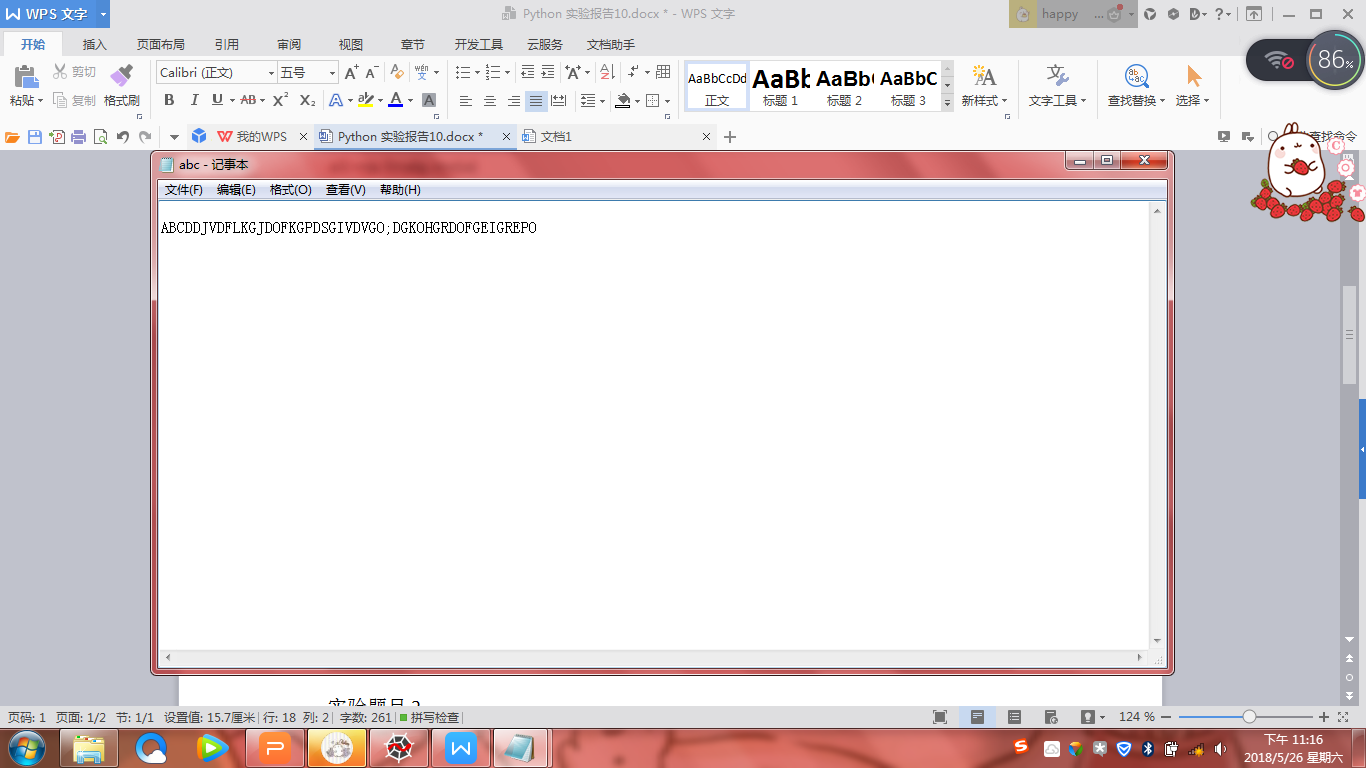 WPS 文字
Python 实验报告10.docx * - WPS 文字
happy ...
开始 插入 页面布局 引用 审阅 视图 章节 开发工具 云服务 文档助手
86%
粘贴 剪切 复制 格式刷
Calibri (正文) 五号
B I U AB X² X₂ A A A
AaBbCcDd 正文
AaBb 标题 1
AaBb 标题 2
AaBbC 标题 3
新样式 文字工具 查找替换 选择
我的WPS Python 实验报告10.docx * 文档1
查找命令
abc - 记事本
文件(F) 编辑(E) 格式(O) 查看(V) 帮助(H)
ABCDDJVDFLKGJDOFKGPDSGIVDVGO;DGKOHGRDOFGEIGREPO
实验题目 2
页码: 1 页面: 1/2 节: 1/1 设置值: 15.7厘米 行: 18 列: 2 字数: 261 拼写检查 124 %
下午 11:16
2018/5/26 星期六